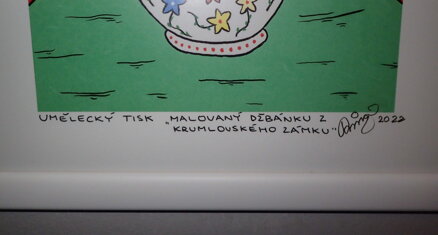 UMĚLECKÝ TISK „MALOVANÝ DŽBÁNKU Z
KRUMLOVSKÉHO ZÁMKU" 2022